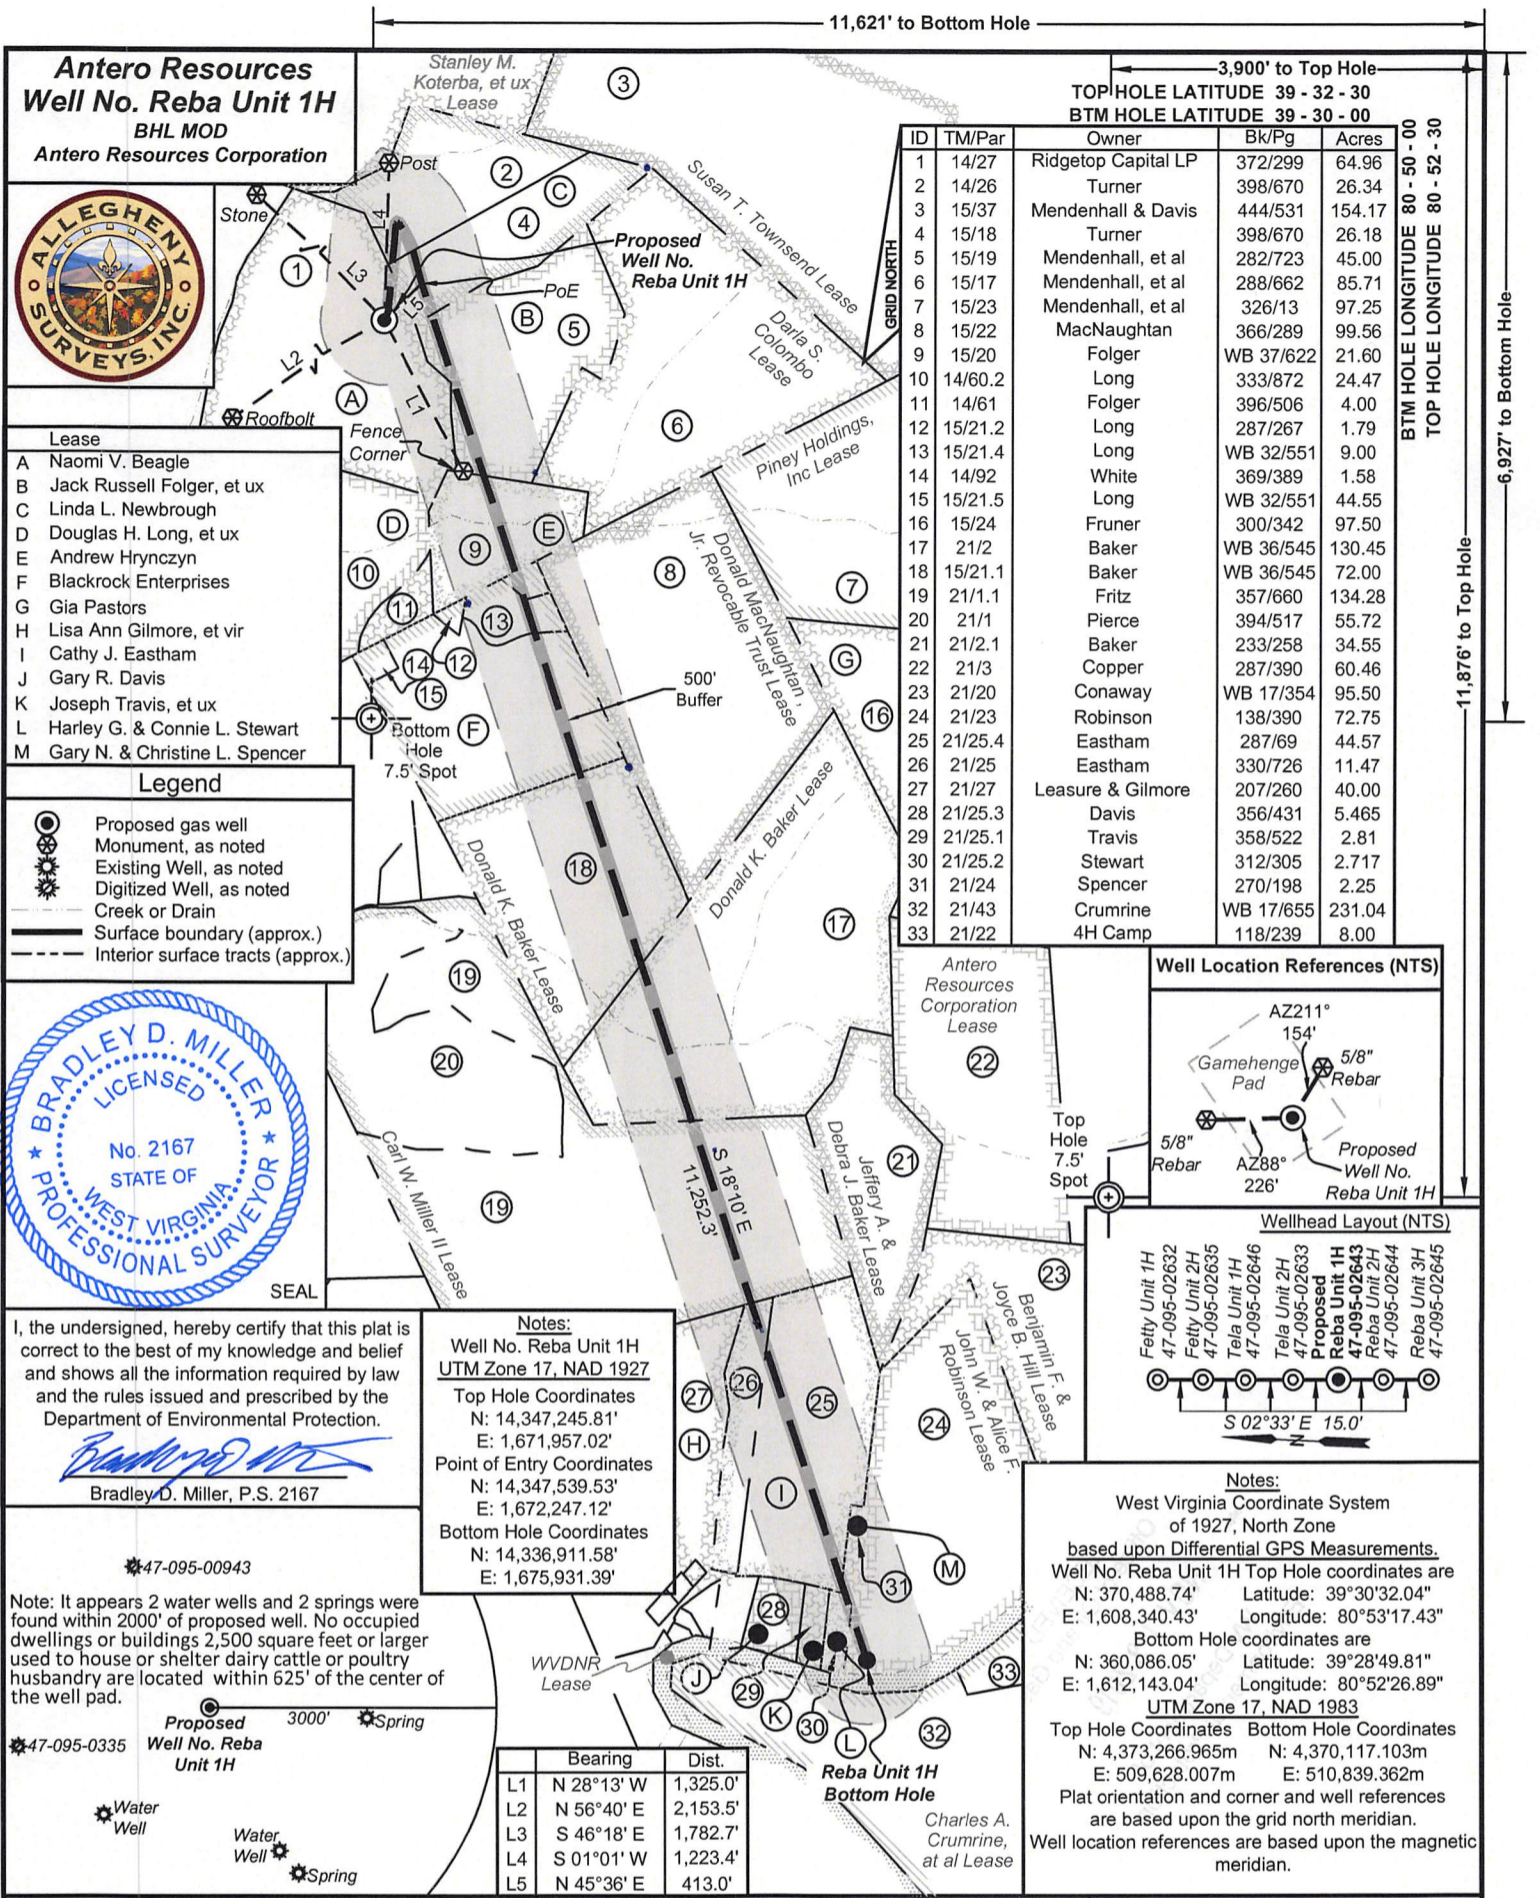 11,621' to Bottom Hole
Antero Resources
Well No. Reba Unit 1H
BHL MOD
Antero Resources Corporation
3,900' to Top Hole
TOP HOLE LATITUDE 39 - 32 - 30
BTM HOLE LATITUDE 39 - 30 - 00
BTM HOLE LONGITUDE 80 - 50 - 00
TOP HOLE LONGITUDE 80 - 52 - 30
6,927' to Bottom Hole
11,876' to Top Hole
GRID NORTH
ID TM/Par Owner Bk/Pg Acres
1 14/27 Ridgetop Capital LP 372/299 64.96
2 14/26 Turner 398/670 26.34
3 15/37 Mendenhall & Davis 444/531 154.17
4 15/18 Turner 398/670 26.18
5 15/19 Mendenhall, et al 282/723 45.00
6 15/17 Mendenhall, et al 288/662 85.71
7 15/23 Mendenhall, et al 326/13 97.25
8 15/22 MacNaughtan 366/289 99.56
9 15/20 Folger WB 37/622 21.60
10 14/60.2 Long 333/872 24.47
11 14/61 Folger 396/506 4.00
12 15/21.2 Long 287/267 1.79
13 15/21.4 Long WB 32/551 9.00
14 14/92 White 369/389 1.58
15 15/21.5 Long WB 32/551 44.55
16 15/24 Fruner 300/342 97.50
17 21/2 Baker WB 36/545 130.45
18 15/21.1 Baker WB 36/545 72.00
19 21/1.1 Fritz 357/660 134.28
20 21/1 Pierce 394/517 55.72
21 21/2.1 Baker 233/258 34.55
22 21/3 Copper 287/390 60.46
23 21/20 Conaway WB 17/354 95.50
24 21/23 Robinson 138/390 72.75
25 21/25.4 Eastham 287/69 44.57
26 21/25 Eastham 330/726 11.47
27 21/27 Leasure & Gilmore 207/260 40.00
28 21/25.3 Davis 356/431 5.465
29 21/25.1 Travis 358/522 2.81
30 21/25.2 Stewart 312/305 2.717
31 21/24 Spencer 270/198 2.25
32 21/43 Crumrine WB 17/655 231.04
33 21/22 4H Camp 118/239 8.00
ALLEGHENY
SURVEYS, INC.
Stanley M.
Koterba, et ux
Lease
3
Post
Stone
2
C
4
L4
1
L3
L5
L2
L1
A
Roofbolt
Fence
Corner
Proposed
Well No.
Reba Unit 1H
PoE
B
5
6
Susan T. Townsend Lease
Darla S.
Colombo
Lease
Piney Holdings,
Inc Lease
Lease
A Naomi V. Beagle
B Jack Russell Folger, et ux
C Linda L. Newbrough
D Douglas H. Long, et ux
E Andrew Hrynczyn
F Blackrock Enterprises
G Gia Pastors
H Lisa Ann Gilmore, et vir
I Cathy J. Eastham
J Gary R. Davis
K Joseph Travis, et ux
L Harley G. & Connie L. Stewart
M Gary N. & Christine L. Spencer
D
9
E
10
11
13
8
7
14
12
15
G
16
F
Donald MacNaughtan,
Jr. Revocable Trust Lease
500'
Buffer
Bottom
Hole
7.5' Spot
Legend
Proposed gas well
Monument, as noted
Existing Well, as noted
Digitized Well, as noted
Creek or Drain
Surface boundary (approx.)
Interior surface tracts (approx.)
18
Donald K. Baker Lease
Donald K. Baker Lease
17
19
20
19
Carl W. Miller II Lease
Antero
Resources
Corporation
Lease
22
21
Jeffery A. &
Debra J. Baker Lease
S 18°10' E
11,252.3'
BRADLEY D. MILLER
LICENSED
No. 2167
STATE OF
WEST VIRGINIA
PROFESSIONAL SURVEYOR
SEAL
Well Location References (NTS)
AZ211°
154'
Gamehenge
Pad
5/8"
Rebar
5/8"
Rebar
AZ88°
226'
Proposed
Well No.
Reba Unit 1H
Top
Hole
7.5'
Spot
Wellhead Layout (NTS)
Fetty Unit 1H
47-095-02632
Fetty Unit 2H
47-095-02635
Tela Unit 1H
47-095-02646
Tela Unit 2H
47-095-02633
Proposed
Reba Unit 1H
47-095-02643
Reba Unit 2H
47-095-02644
Reba Unit 3H
47-095-02645
S 02°33' E 15.0'
N
23
Benjamin F. &
Joyce B. Hill Lease
John W. & Alice F.
Robinson Lease
24
I, the undersigned, hereby certify that this plat is
correct to the best of my knowledge and belief
and shows all the information required by law
and the rules issued and prescribed by the
Department of Environmental Protection.
Bradley D. Miller, P.S. 2167
Notes:
Well No. Reba Unit 1H
UTM Zone 17, NAD 1927
Top Hole Coordinates
N: 14,347,245.81'
E: 1,671,957.02'
Point of Entry Coordinates
N: 14,347,539.53'
E: 1,672,247.12'
Bottom Hole Coordinates
N: 14,336,911.58'
E: 1,675,931.39'
27
26
25
H
I
M
31
28
J
29
K
30
L
33
32
WVDNR
Lease
Reba Unit 1H
Bottom Hole
Charles A.
Crumrine,
at al Lease
47-095-00943
Note: It appears 2 water wells and 2 springs were
found within 2000' of proposed well. No occupied
dwellings or buildings 2,500 square feet or larger
used to house or shelter dairy cattle or poultry
husbandry are located within 625' of the center of
the well pad.
3000'
Proposed
Well No. Reba
Unit 1H
Spring
47-095-0335
Water
Well
Water
Well
Spring
Bearing Dist.
L1 N 28°13' W 1,325.0'
L2 N 56°40' E 2,153.5'
L3 S 46°18' E 1,782.7'
L4 S 01°01' W 1,223.4'
L5 N 45°36' E 413.0'
Notes:
West Virginia Coordinate System
of 1927, North Zone
based upon Differential GPS Measurements.
Well No. Reba Unit 1H Top Hole coordinates are
N: 370,488.74' Latitude: 39°30'32.04"
E: 1,608,340.43' Longitude: 80°53'17.43"
Bottom Hole coordinates are
N: 360,086.05' Latitude: 39°28'49.81"
E: 1,612,143.04' Longitude: 80°52'26.89"
UTM Zone 17, NAD 1983
Top Hole Coordinates Bottom Hole Coordinates
N: 4,373,266.965m N: 4,370,117.103m
E: 509,628.007m E: 510,839.362m
Plat orientation and corner and well references
are based upon the grid north meridian.
Well location references are based upon the magnetic
meridian.